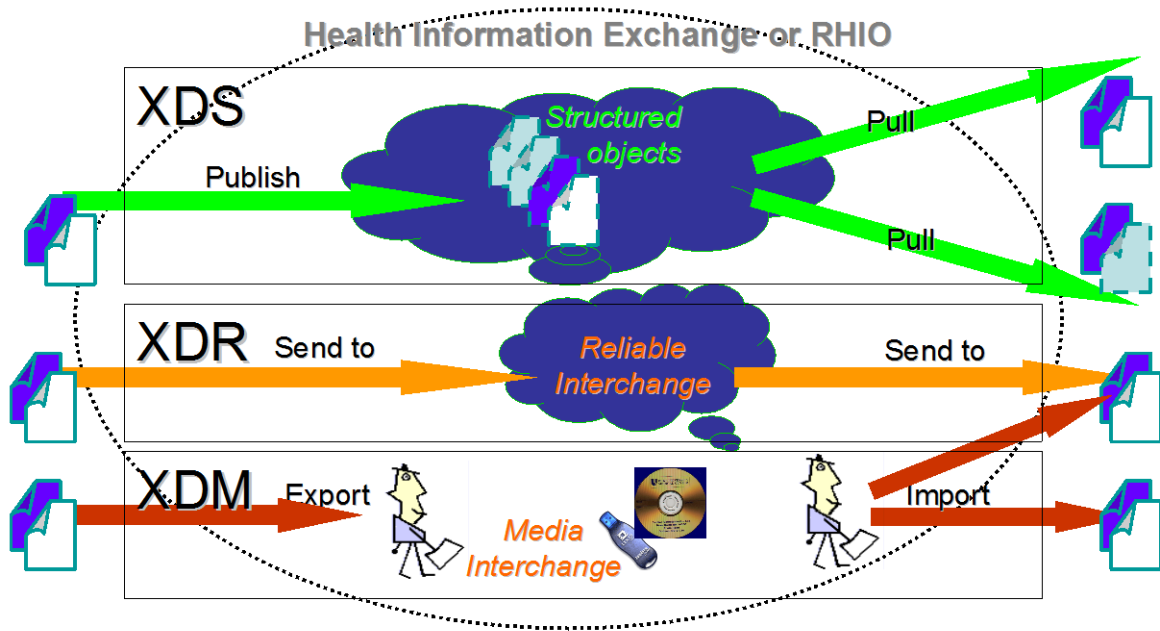 Health Information Exchange or RHIO
XDS
Structured
objects
Publish
Pull
Pull
XDR
Send to
Reliable
Interchange
Send to
XDM
Export
Media
Interchange
Import